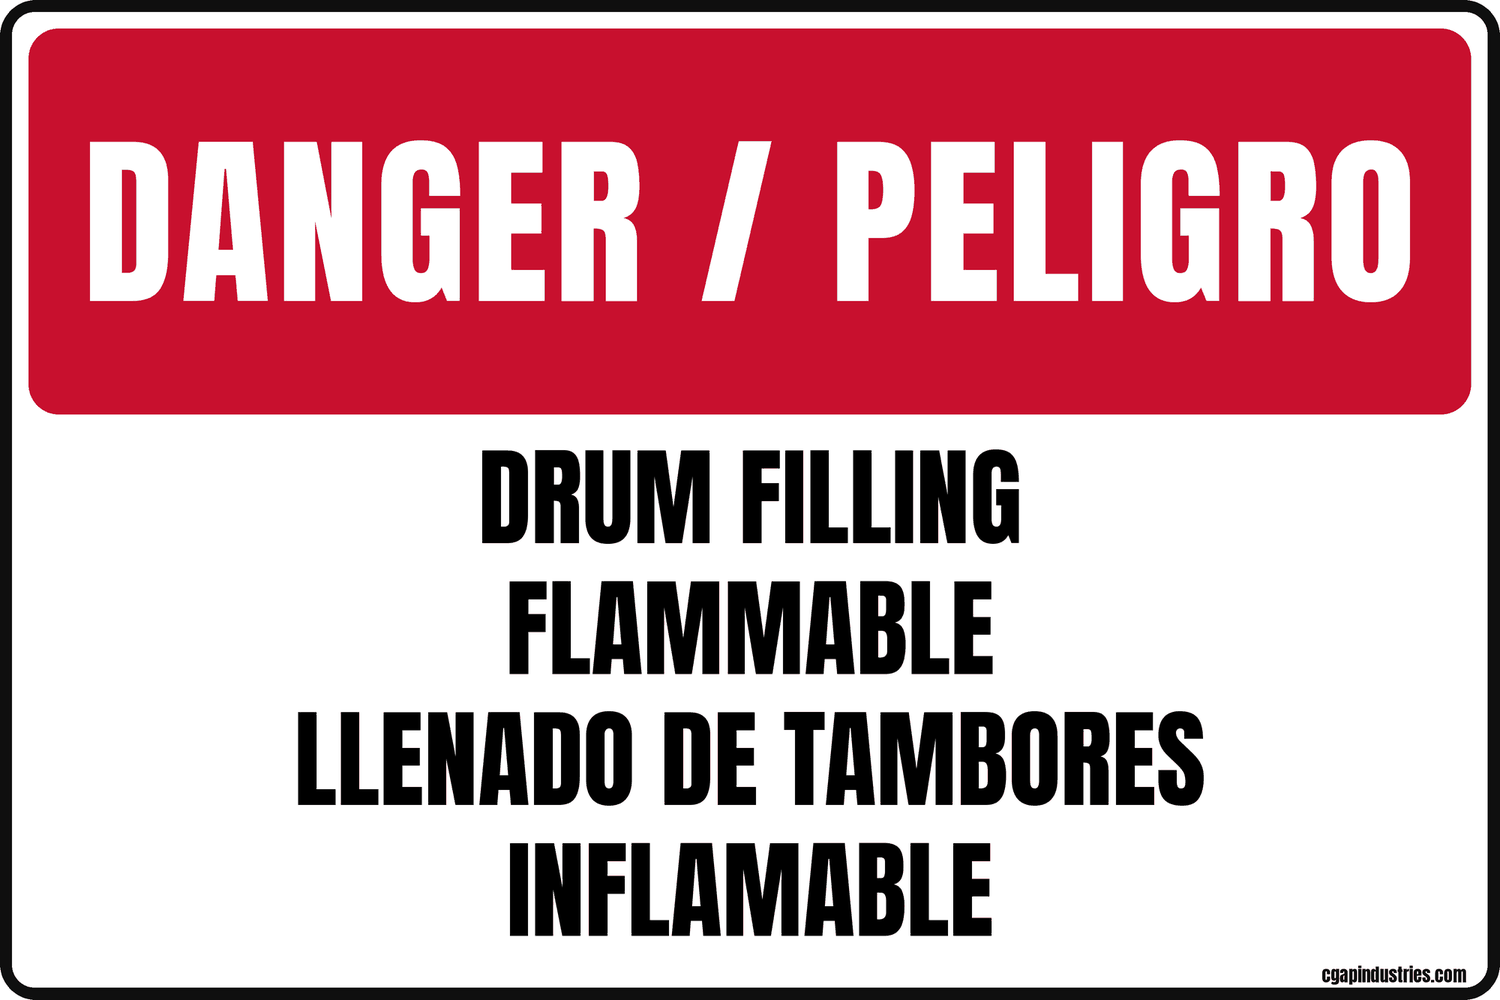 DANGER / PELIGRO
DRUM FILLING
FLAMMABLE
LLENADO DE TAMBORES
INFLAMABLE
cgapindustries.com